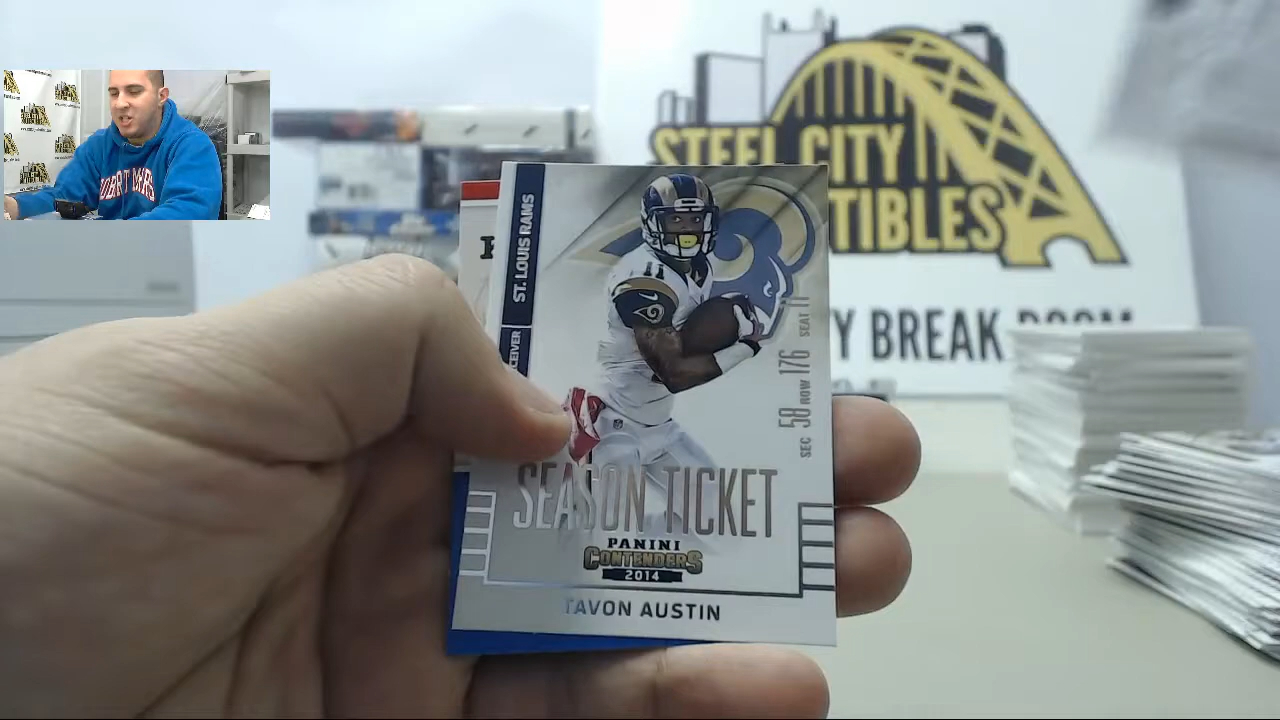 STEEL CITY
TIBLES
Y BREAK ROOM
ST. LOUIS RAMS
CEIVER
11
SEC 58 ROW 176 SEAT 11
SEASON TICKET
PANINI
CONTENDERS
2014
TAVON AUSTIN